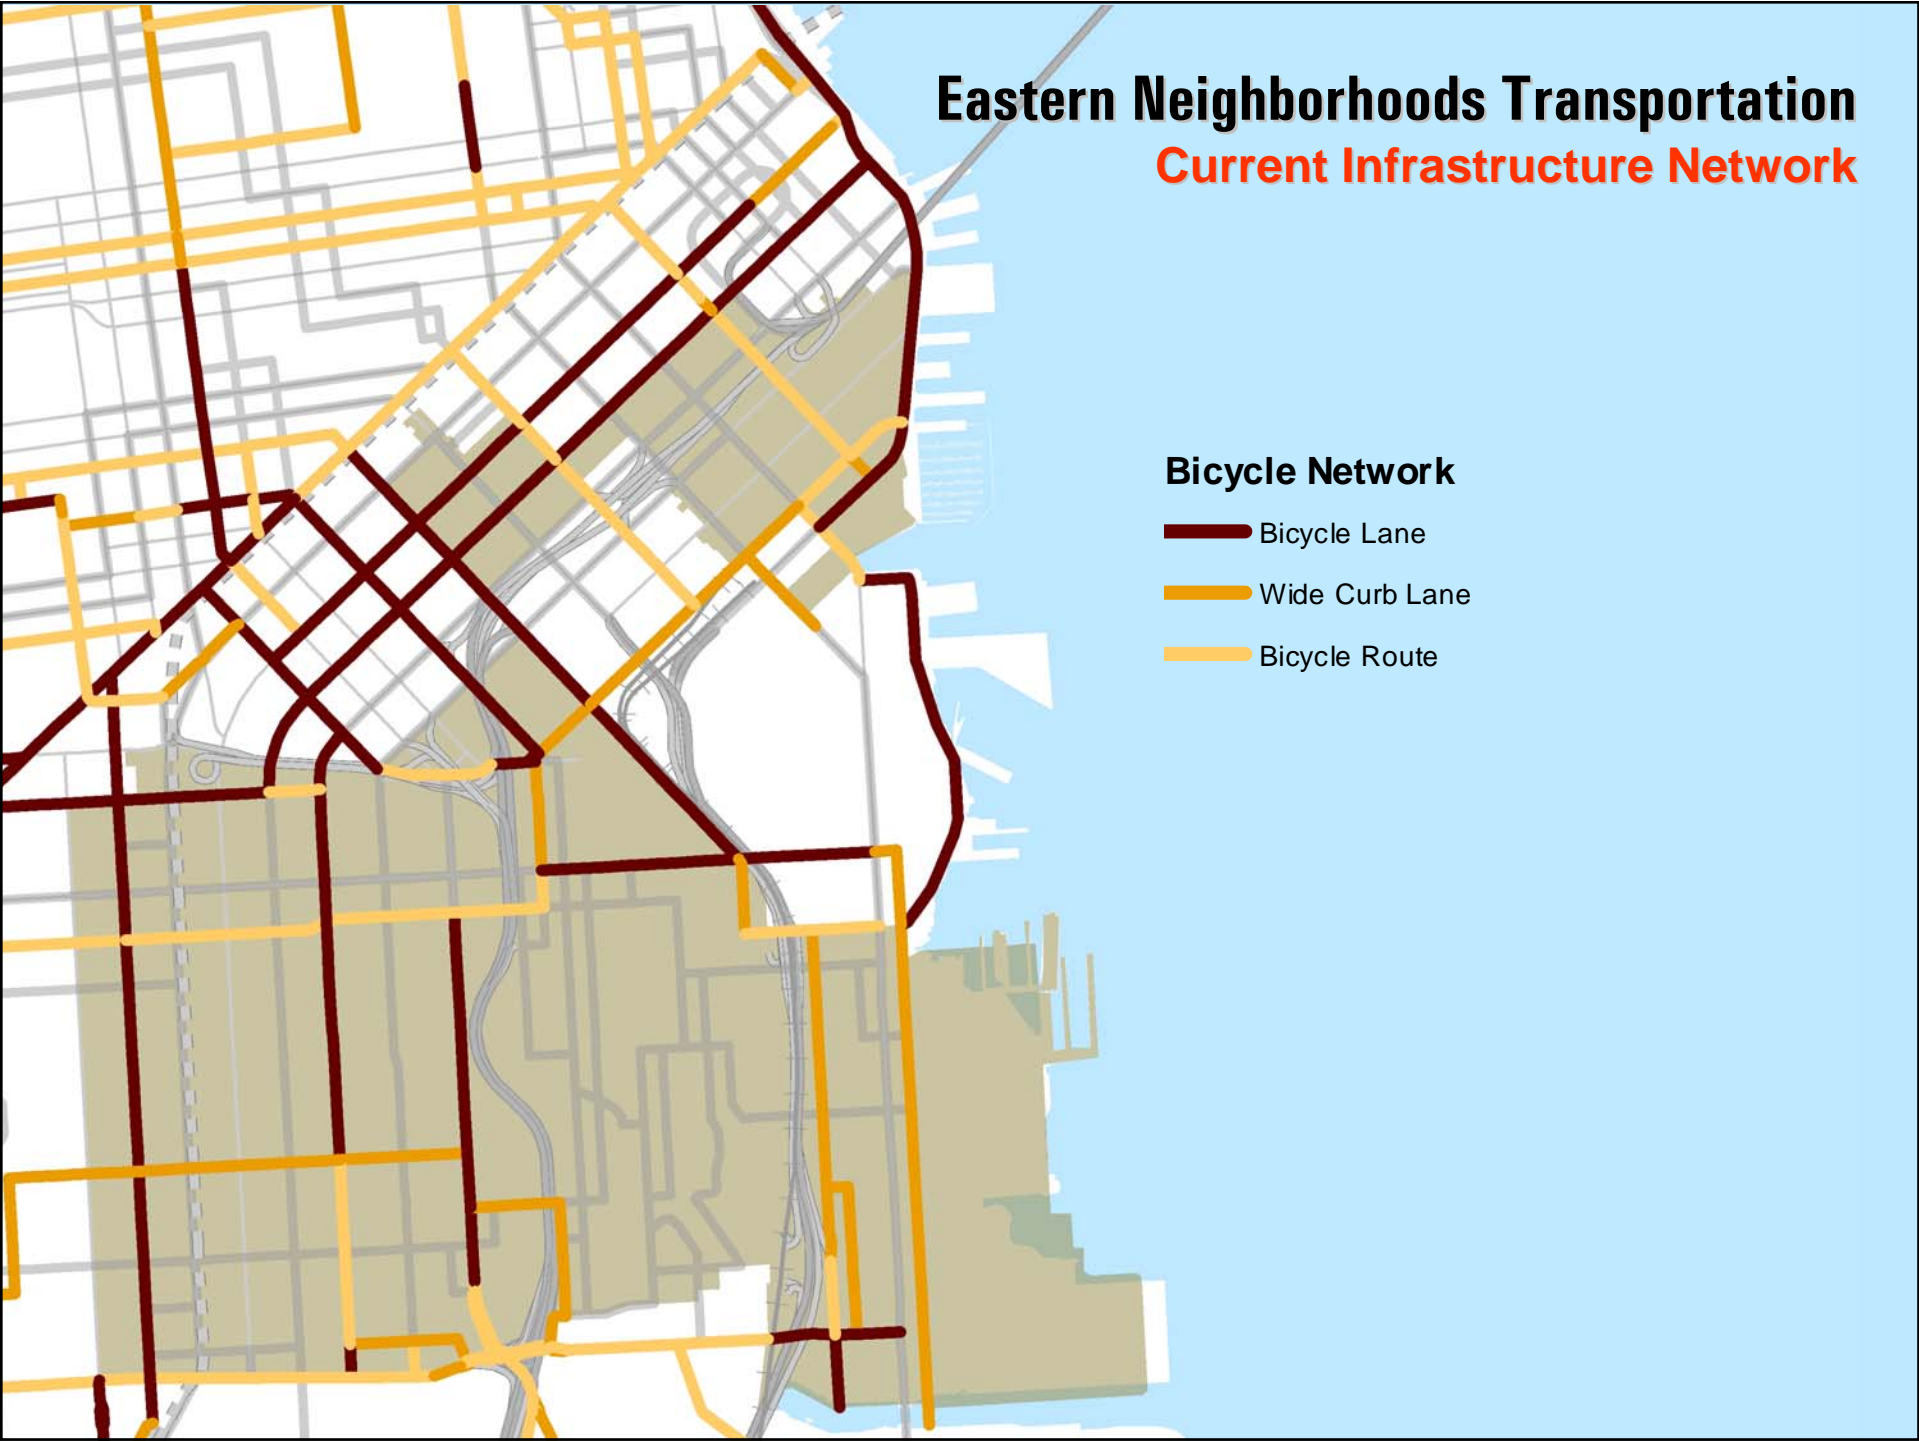 Eastern Neighborhoods Transportation
Current Infrastructure Network
Bicycle Network
Bicycle Lane
Wide Curb Lane
Bicycle Route